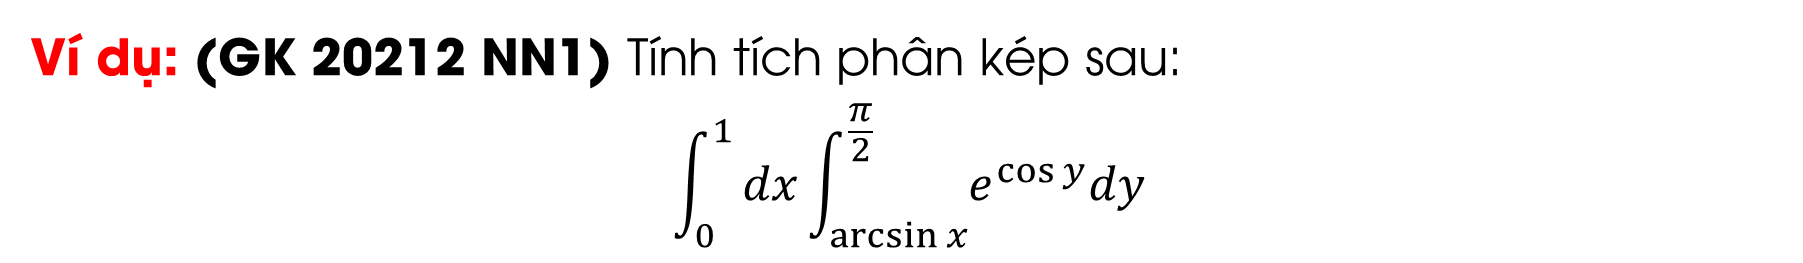 Ví dụ: (GK 20212 NN1) Tính tích phân kép sau:
∫₀¹ dx ∫_{arcsin x}^{π/2} e^{cos y} dy